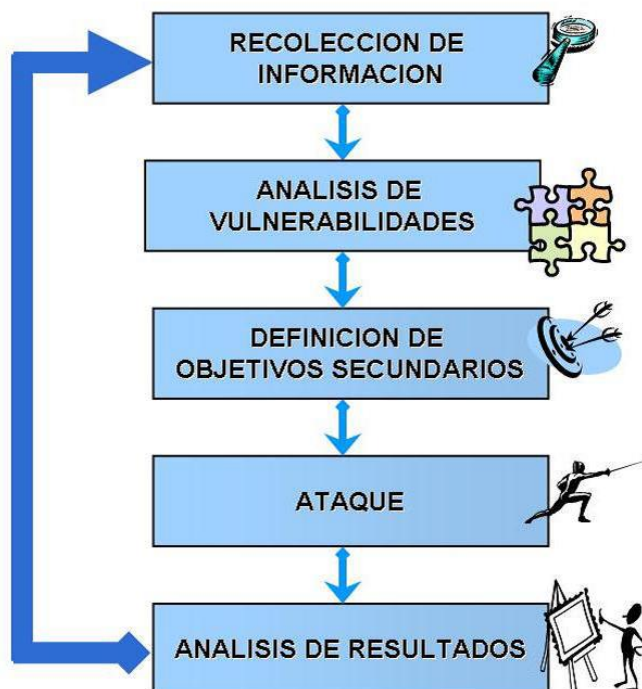 RECOLECCION DE
INFORMACION
ANALISIS DE
VULNERABILIDADES
DEFINICION DE
OBJETIVOS SECUNDARIOS
ATAQUE
ANALISIS DE RESULTADOS